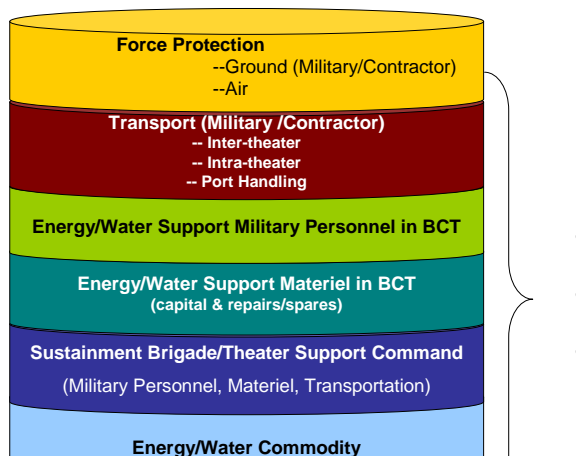 Force Protection
--Ground (Military/Contractor)
--Air
Transport (Military /Contractor)
-- Inter-theater
-- Intra-theater
-- Port Handling
Energy/Water Support Military Personnel in BCT
Energy/Water Support Materiel in BCT
(capital & repairs/spares)
Sustainment Brigade/Theater Support Command
(Military Personnel, Materiel, Transportation)
Energy/Water Commodity